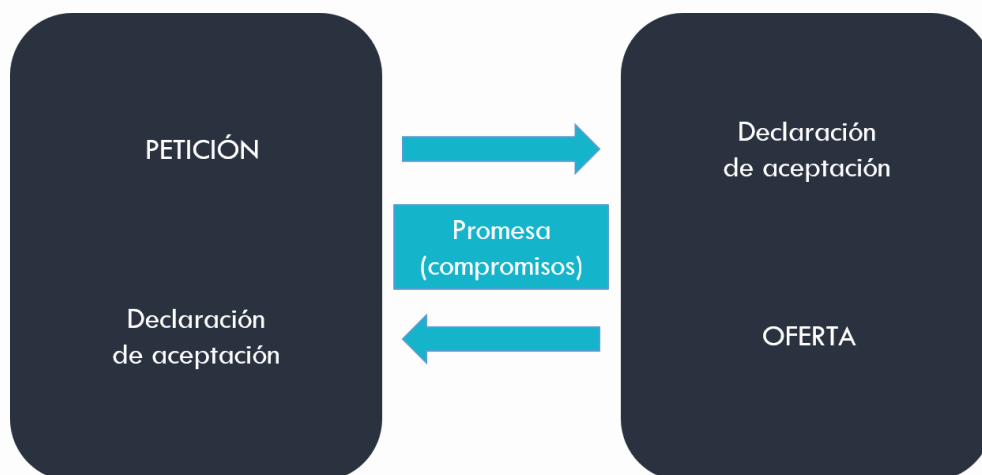 PETICIÓN
Declaración
de aceptación
Promesa
(compromisos)
Declaración
de aceptación
OFERTA